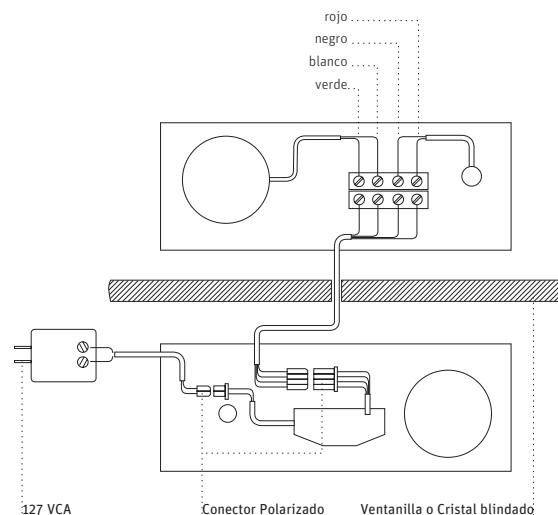 rojo
negro
blanco
verde
127 VCA
Conector Polarizado
Ventanilla o Cristal blindado